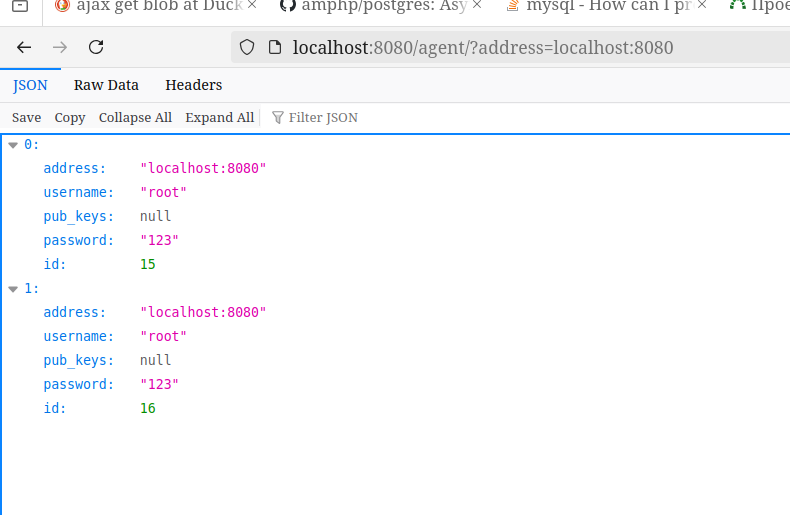 ajax get blob at Duck
amphp/postgres: Asy
mysql - How can I pr
Прое
localhost:8080/agent/?address=localhost:8080
JSON Raw Data Headers
Save Copy Collapse All Expand All Filter JSON
0:
address: "localhost:8080"
username: "root"
pub_keys: null
password: "123"
id: 15
1:
address: "localhost:8080"
username: "root"
pub_keys: null
password: "123"
id: 16